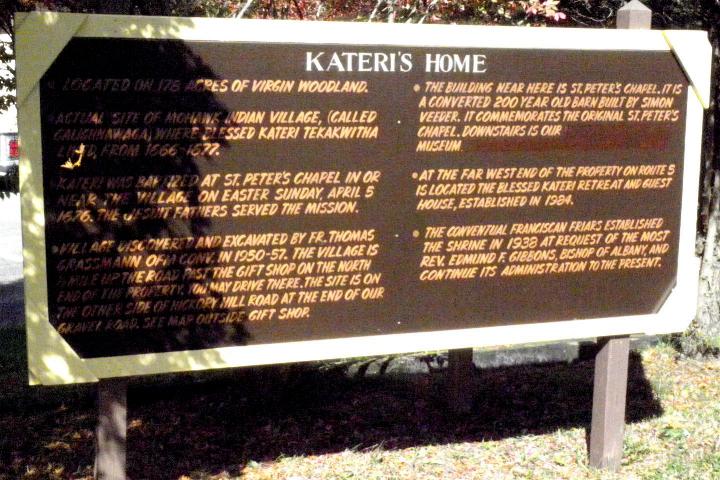 KATERI'S HOME
LOCATED ON 178 ACRES OF VIRGIN WOODLAND.
ACTUAL SITE OF MOHAWK INDIAN VILLAGE, (CALLED
CAUGHNAWAGA) WHERE BLESSED KATERI TEKAKWITHA
LIVED, FROM 1666-1677.
KATERI WAS BAPTIZED AT ST. PETER'S CHAPEL IN OR
NEAR THE VILLAGE ON EASTER SUNDAY, APRIL 5
1676. THE JESUIT FATHERS SERVED THE MISSION.
VILLAGE DISCOVERED AND EXCAVATED BY FR. THOMAS
GRASSMANN OFM CONV. IN 1950-57. THE VILLAGE IS
MILE UP THE ROAD PAST THE GIFT SHOP ON THE NORTH
END OF THE PROPERTY. YOU MAY DRIVE THERE. THE SITE IS ON
THE OTHER SIDE OF HICKORY HILL ROAD AT THE END OF OUR
GRAVEL ROAD. SEE MAP OUTSIDE GIFT SHOP.
• THE BUILDING NEAR HERE IS ST. PETER'S CHAPEL. IT IS
A CONVERTED 200 YEAR OLD BARN BUILT BY SIMON
VEEDER. IT COMMEMORATES THE ORIGINAL ST. PETER'S
CHAPEL. DOWNSTAIRS IS OUR
MUSEUM.
• AT THE FAR WEST END OF THE PROPERTY ON ROUTE 5
IS LOCATED THE BLESSED KATERI RETREAT AND GUEST
HOUSE, ESTABLISHED IN 1984.
• THE CONVENTUAL FRANCISCAN FRIARS ESTABLISHED
THE SHRINE IN 1938 AT REQUEST OF THE MOST
REV. EDMUND F. GIBBONS, BISHOP OF ALBANY, AND
CONTINUE ITS ADMINISTRATION TO THE PRESENT.